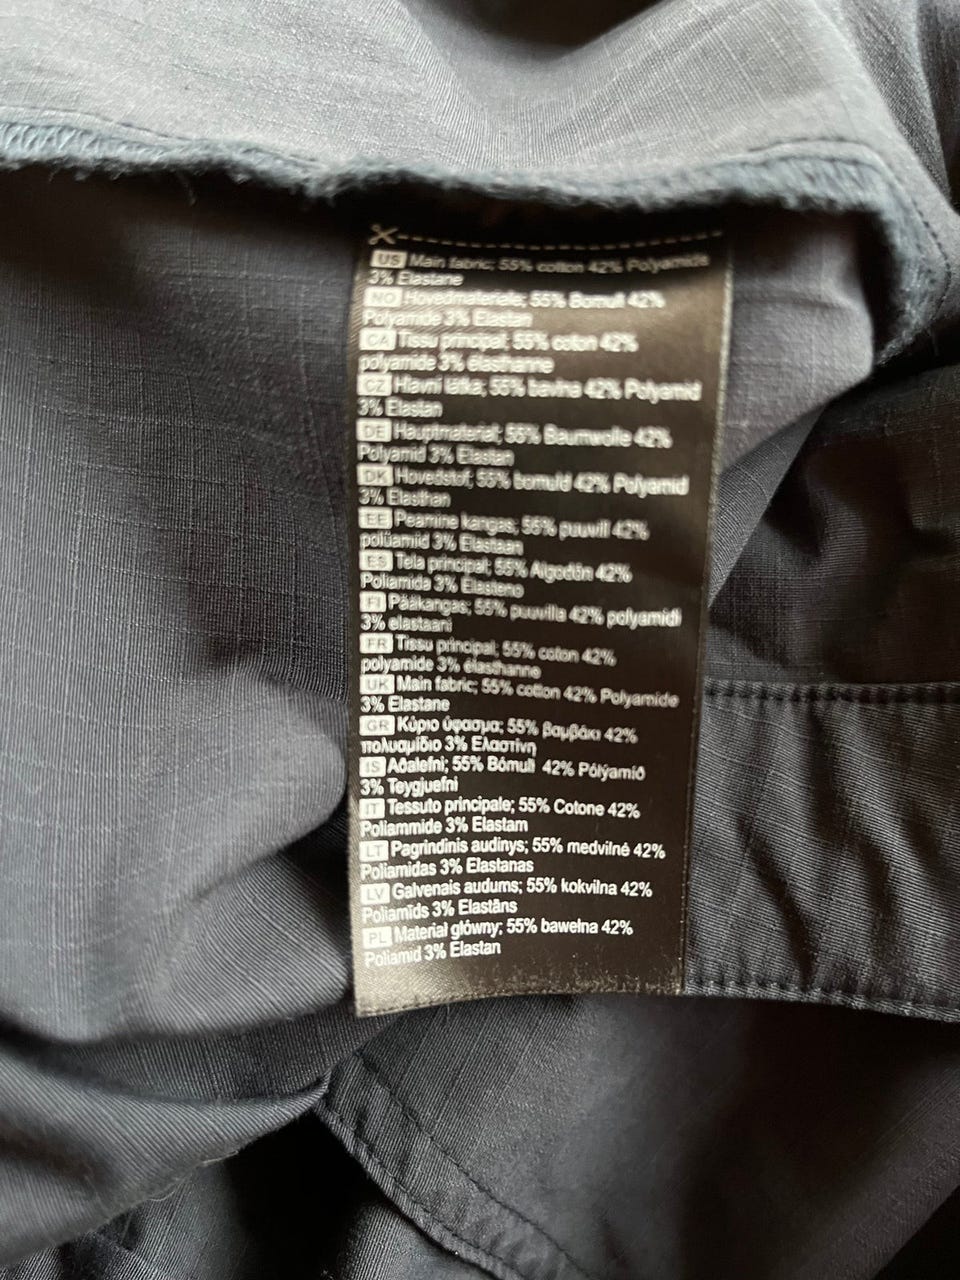 US Main fabric; 55% cotton 42% Polyamide
3% Elastane
NO Hovedmateriale; 55% Bomull 42%
Polyamide 3% Elastan
CA Tissu principal; 55% coton 42%
polyamide 3% élasthanne
CZ Hlavní látka; 55% bavlna 42% Polyamid
3% Elastan
DE Hauptmaterial; 55% Baumwolle 42%
Polyamid 3% Elastan
DK Hovedstof; 55% bomuld 42% Polyamid
3% Elasthan
EE Peamine kangas; 55% puuvill 42%
polüamiid 3% Elastaan
ES Tela principal; 55% Algodón 42%
Poliamida 3% Elasteno
FI Pääkangas; 55% puuvilla 42% polyamidi
3% elastaani
FR Tissu principal; 55% coton 42%
polyamide 3% élasthanne
UK Main fabric; 55% cotton 42% Polyamide
3% Elastane
GR Κύριο ύφασμα; 55% βαμβάκι 42%
πολυαμίδιο 3% Ελαστίνη
IS Aðalefni; 55% Bómull 42% Pólýamíð
3% Teygjuefni
IT Tessuto principale; 55% Cotone 42%
Poliammide 3% Elastam
LT Pagrindinis audinys; 55% medvilnė 42%
Poliamidas 3% Elastanas
LV Galvenais audums; 55% kokvilna 42%
Poliamīds 3% Elastāns
PL Materiał główny; 55% bawełna 42%
Poliamid 3% Elastan